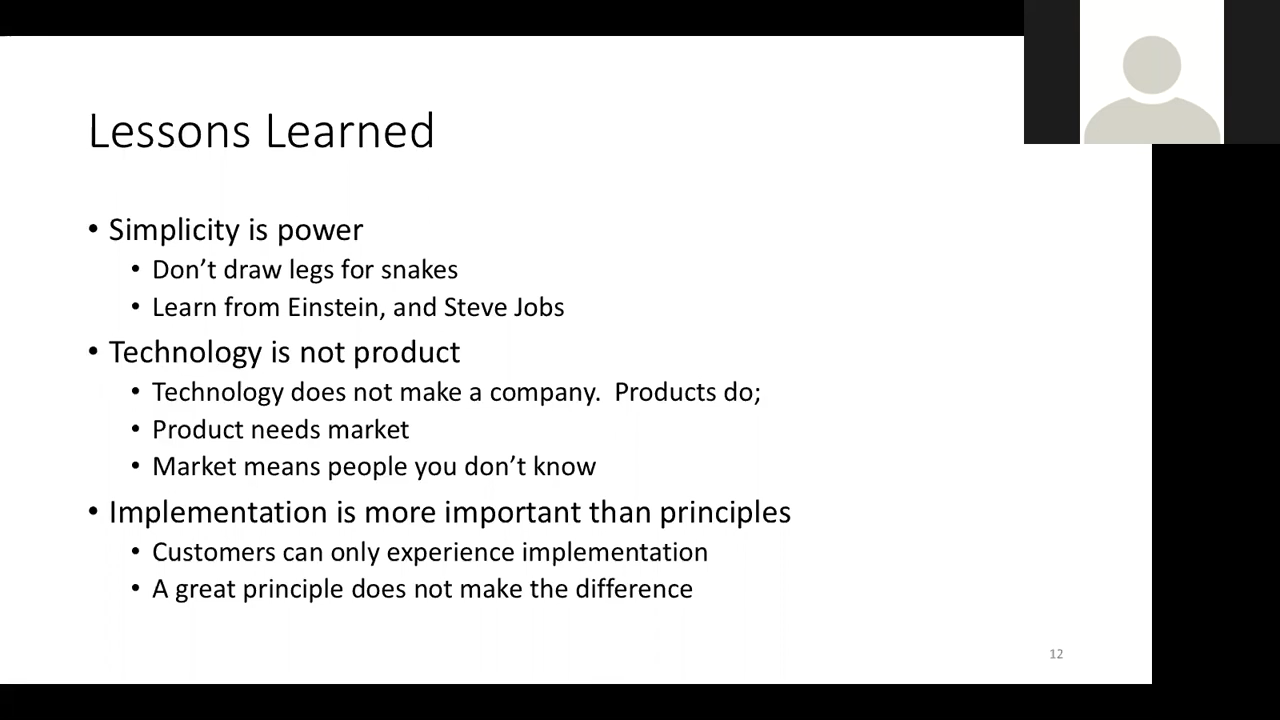 Lessons Learned
• Simplicity is power
• Don’t draw legs for snakes
• Learn from Einstein, and Steve Jobs
• Technology is not product
• Technology does not make a company.  Products do;
• Product needs market
• Market means people you don’t know
• Implementation is more important than principles
• Customers can only experience implementation
• A great principle does not make the difference
12